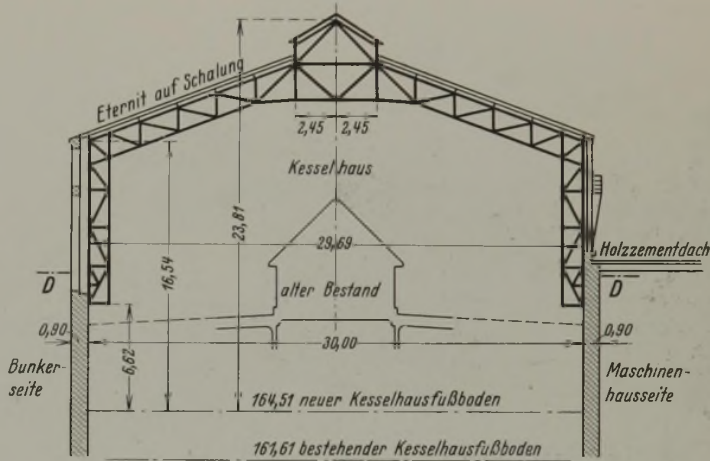 Eternit auf Schalung
2,45 2,45
Kesselhaus
23,81
29,69
16,54
Holzzementdach
D D
alter Bestand
0,90 0,90
30,00
6,62
Bunker-
seite
Maschinen-
hausseite
164,51 neuer Kesselhausfußboden
161,61 bestehender Kesselhausfußboden